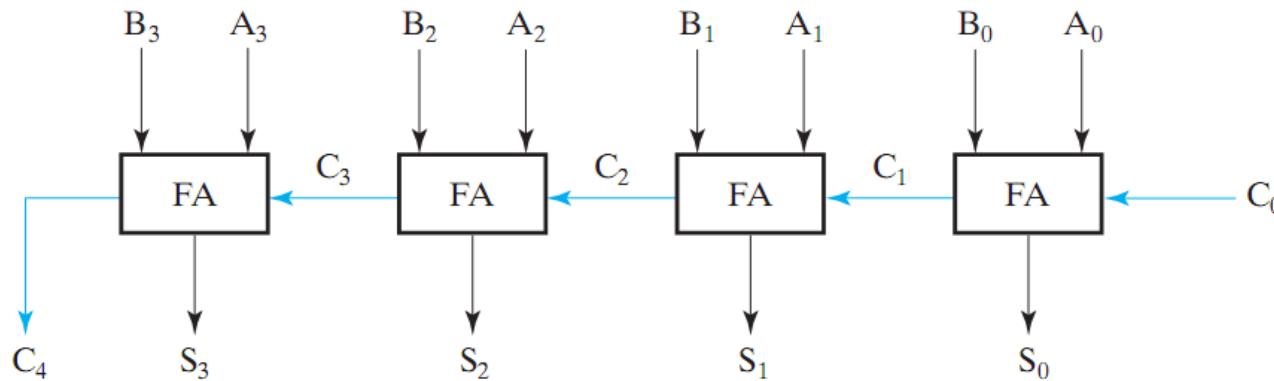 B₃ A₃ B₂ A₂ B₁ A₁ B₀ A₀
FA C₃ FA C₂ FA C₁ FA C₀
C₄ S₃ S₂ S₁ S₀